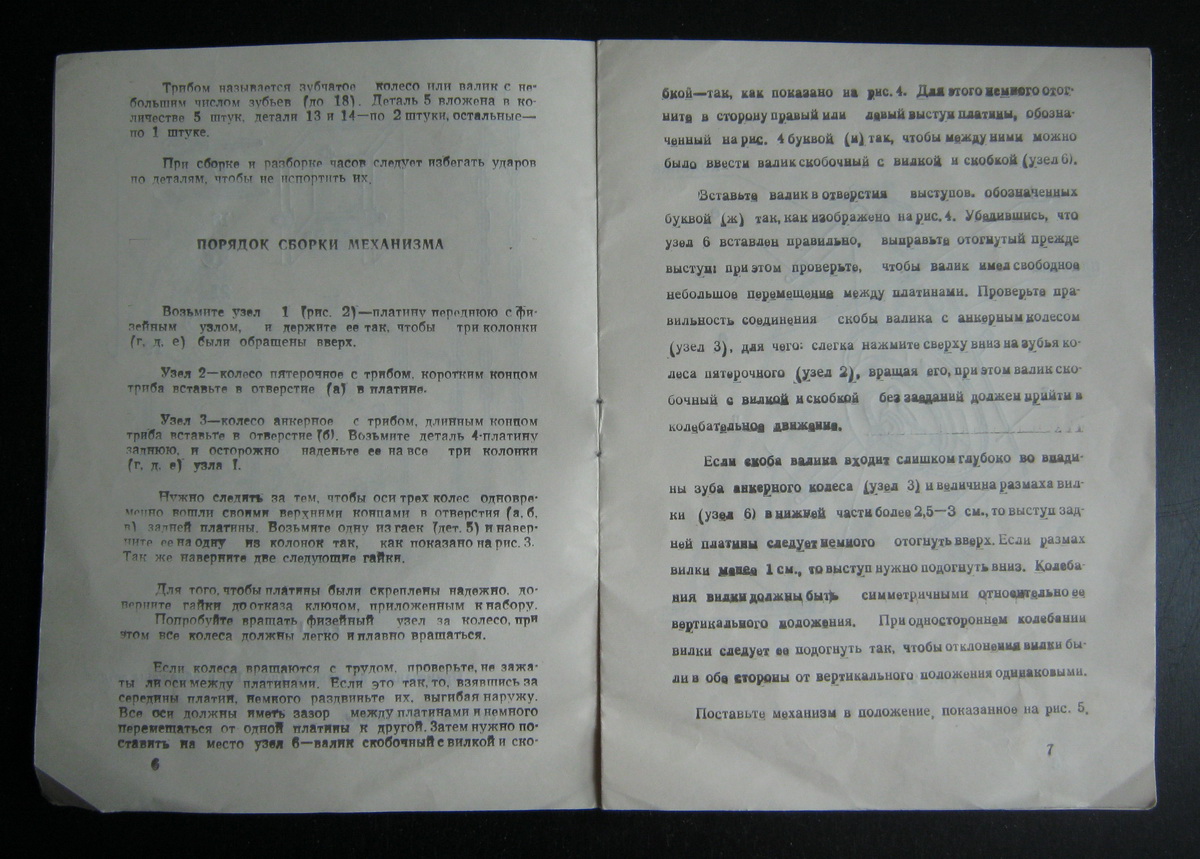 Трибом называется зубчатое колесо или валик с не-
большим числом зубьев (до 18). Деталь 5 вложена в ко-
личестве 5 штук, детали 13 и 14—по 2 штуки, остальные—
по 1 штуке.
При сборке и разборке часов следует избегать ударов
по деталям, чтобы не испортить их.
ПОРЯДОК СБОРКИ МЕХАНИЗМА
Возьмите узел 1 (рис. 2)—платину переднюю с фи-
зейным узлом, и держите ее так, чтобы три колонки
(г. д. е) были обращены вверх.
Узел 2—колесо пятерочное с трибом, коротким концом
триба вставьте в отверстие (а) в платине.
Узел 3—колесо анкерное с трибом, длинным концом
триба вставьте в отверстие (б). Возьмите деталь 4-платину
заднюю, и осторожно наденьте ее на все три колонки
(г. д. е) узла 1.
Нужно следить за тем, чтобы оси трех колес одновре-
менно вошли своими верхними концами в отверстия (а, б,
в) задней платины. Возьмите одну из гаек (дет. 5) и навер-
ните ее на одну из колонок так, как показано на рис. 3.
Так же наверните две следующие гайки.
Для того, чтобы платины были скреплены надежно, до-
верните гайки до отказа ключом, приложенным к набору.
Попробуйте вращать физейный узел за колесо, при
этом все колеса должны легко и плавно вращаться.
Если колеса вращаются с трудом, проверьте, не зажа-
ты ли оси между платинами. Если это так, то, взявшись за
середины платин, немного раздвиньте их, выгибая наружу.
Все оси должны иметь зазор между платинами и немного
перемещаться от одной платины к другой. Затем нужно по-
ставить на место узел 6—валик скобочный с вилкой и ско-
6
бкой—так, как показано на рис. 4. Для этого немного отог-
ните в сторону правый или левый выступ платины, обозна-
ченный на рис. 4 буквой (и) так, чтобы между ними можно
было ввести валик скобочный с вилкой и скобкой (узел 6).
Вставьте валик в отверстия выступов, обозначенных
буквой (ж) так, как изображено на рис. 4. Убедившись, что
узел 6 вставлен правильно, выправьте отогнутый прежде
выступ: при этом проверьте, чтобы валик имел свободное
небольшое перемещение между платинами. Проверьте пра-
вильность соединения скобы валика с анкерным колесом
(узел 3), для чего: слегка нажмите сверху вниз на зубья ко-
леса пятерочного (узел 2), вращая его, при этом валик ско-
бочный с вилкой и скобкой без заеданий должен прийти в
колебательное движение.
Если скоба валика входит слишком глубоко во впади-
ны зуба анкерного колеса (узел 3) и величина размаха вил-
ки (узел 6) в нижней части более 2,5—3 см., то выступ зад-
ней платины следует немного отогнуть вверх. Если размах
вилки менее 1 см., то выступ нужно подогнуть вниз. Колеба-
ния вилки должны быть симметричными относительно ее
вертикального положения. При одностороннем колебании
вилки следует ее подогнуть так, чтобы отклонения вилки бы-
ли в обе стороны от вертикального положения одинаковыми.
Поставьте механизм в положение, показанное на рис. 5.
7